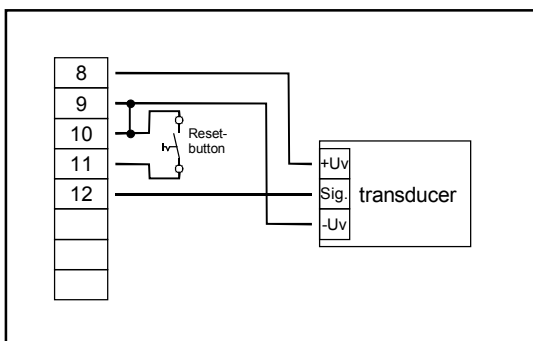 8
9
10
11
12
Reset-
button
+Uv
Sig.
-Uv
transducer